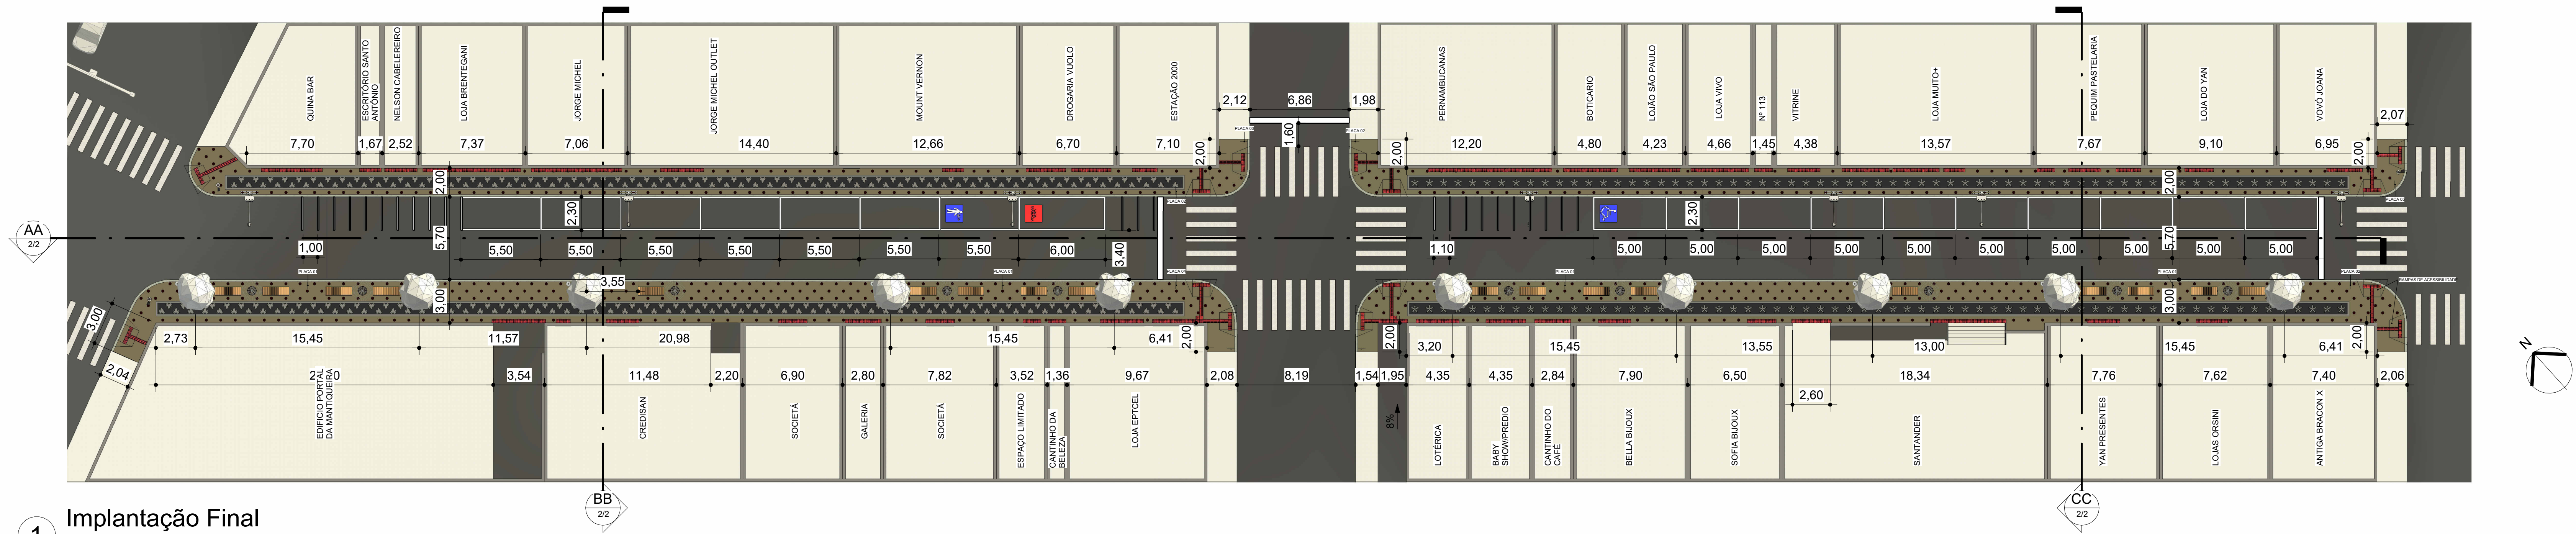 QUINA BAR
ESCRITÓRIO SANTO
ANTÔNIO
NELSON CABELEREIRO
LOJA BRENTEGANI
JORGE MICHEL
JORGE MICHEL OUTLET
MOUNT VERNON
DROGARIA VUOLO
ESTAÇÃO 2000
2,12
6,86
1,98
PERNAMBUCANAS
BOTICARIO
LOJÃO SÃO PAULO
LOJA VIVO
Nº 113
VITRINE
LOJA MUITO+
PEQUIM PASTELARIA
LOJA DO YAN
VOVÓ JOANA
2,07
PLACA 02
1,60
7,70
1,67
2,52
7,37
7,06
14,40
12,66
6,70
7,10
2,00
2,00
12,20
4,80
4,23
4,66
1,45
4,38
13,57
7,67
9,10
6,95
2,00
2,00
2,00
2,30
2,30
AA
2/2
5,70
5,70
1,00
5,50
5,50
5,50
5,50
5,50
5,50
5,50
6,00
3,40
1,10
5,00
5,00
5,00
5,00
5,00
5,00
5,00
5,00
5,00
5,00
RAMPAS DE ACESSIBILIDAD
3,55
3,00
3,00
3,00
2,73
15,45
11,57
20,98
15,45
6,41
2,00
2,00
3,20
15,45
13,55
13,00
15,45
6,41
2,00
2,04
3,54
11,48
2,20
6,90
2,80
7,82
3,52
1,36
9,67
2,08
8,19
1,54
1,95
4,35
4,35
2,84
7,90
6,50
2,60
18,34
7,76
7,62
7,40
2,06
8%
EDIFICIO PORTAL
DA MANTIQUEIRA
CREDISAN
SOCIETÁ
GALERIA
SOCIETÁ
ESPAÇO LIMITADO
CANTINHO DA
BELEZA
LOJA EPTCEL
LOTÉRICA
BABY
SHOW/PREDIO
CANTINHO DO
CAFÉ
BELLA BIJOUX
SOFIA BIJOUX
SANTANDER
YAN PRESENTES
LOJAS ORSINI
ANTIGA BRACON X
N
BB
2/2
CC
2/2
1
Implantação Final